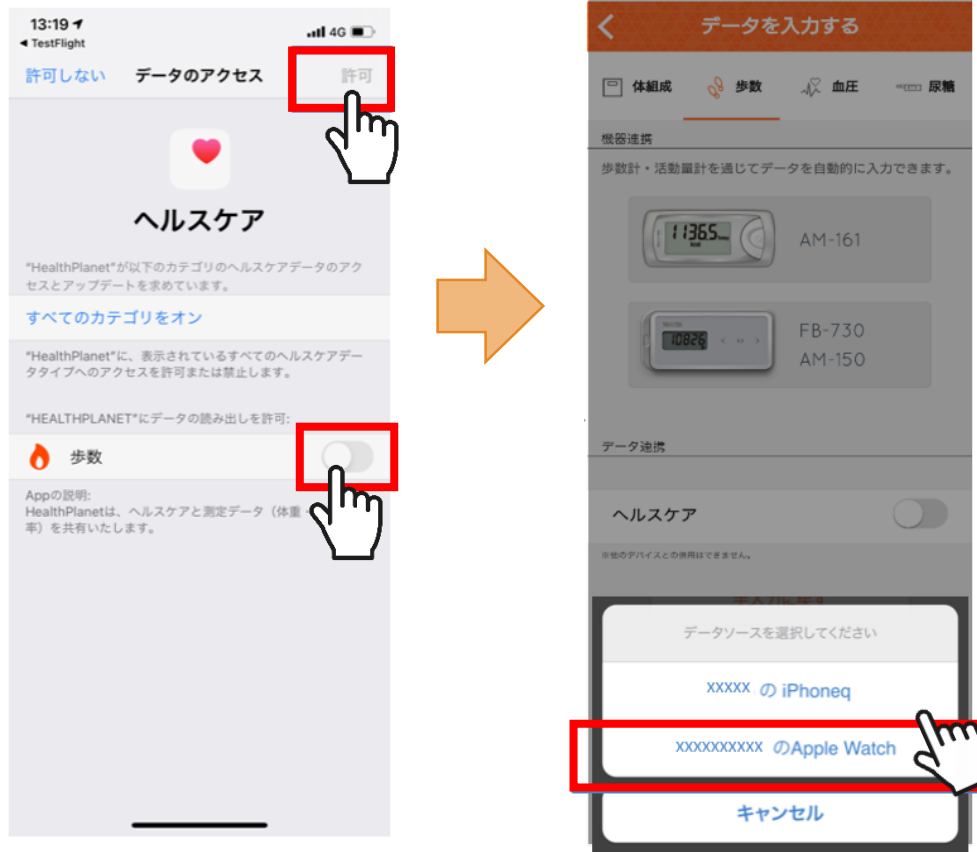 13:19
4G
◀ TestFlight
許可しない データのアクセス 許可
ヘルスケア
"HealthPlanet"が以下のカテゴリのヘルスケアデータのアク
セスとアップデートを求めています。
すべてのカテゴリをオン
"HealthPlanet"に、表示されているすべてのヘルスケアデー
タタイプへのアクセスを許可または禁止します。
"HEALTHPLANET"にデータの読み出しを許可:
歩数
Appの説明:
HealthPlanetは、ヘルスケアと測定データ（体重
率）を共有いたします。
データを入力する
体組成 歩数 血圧 尿糖
機器連携
歩数計・活動量計を通じてデータを自動的に入力できます。
11365
AM-161
10826
FB-730
AM-150
データ連携
ヘルスケア
※他のデバイスとの併用はできません。
手入力に戻す
データソースを選択してください
xxxxx の iPhoneq
xxxxxxxxxx のApple Watch
キャンセル